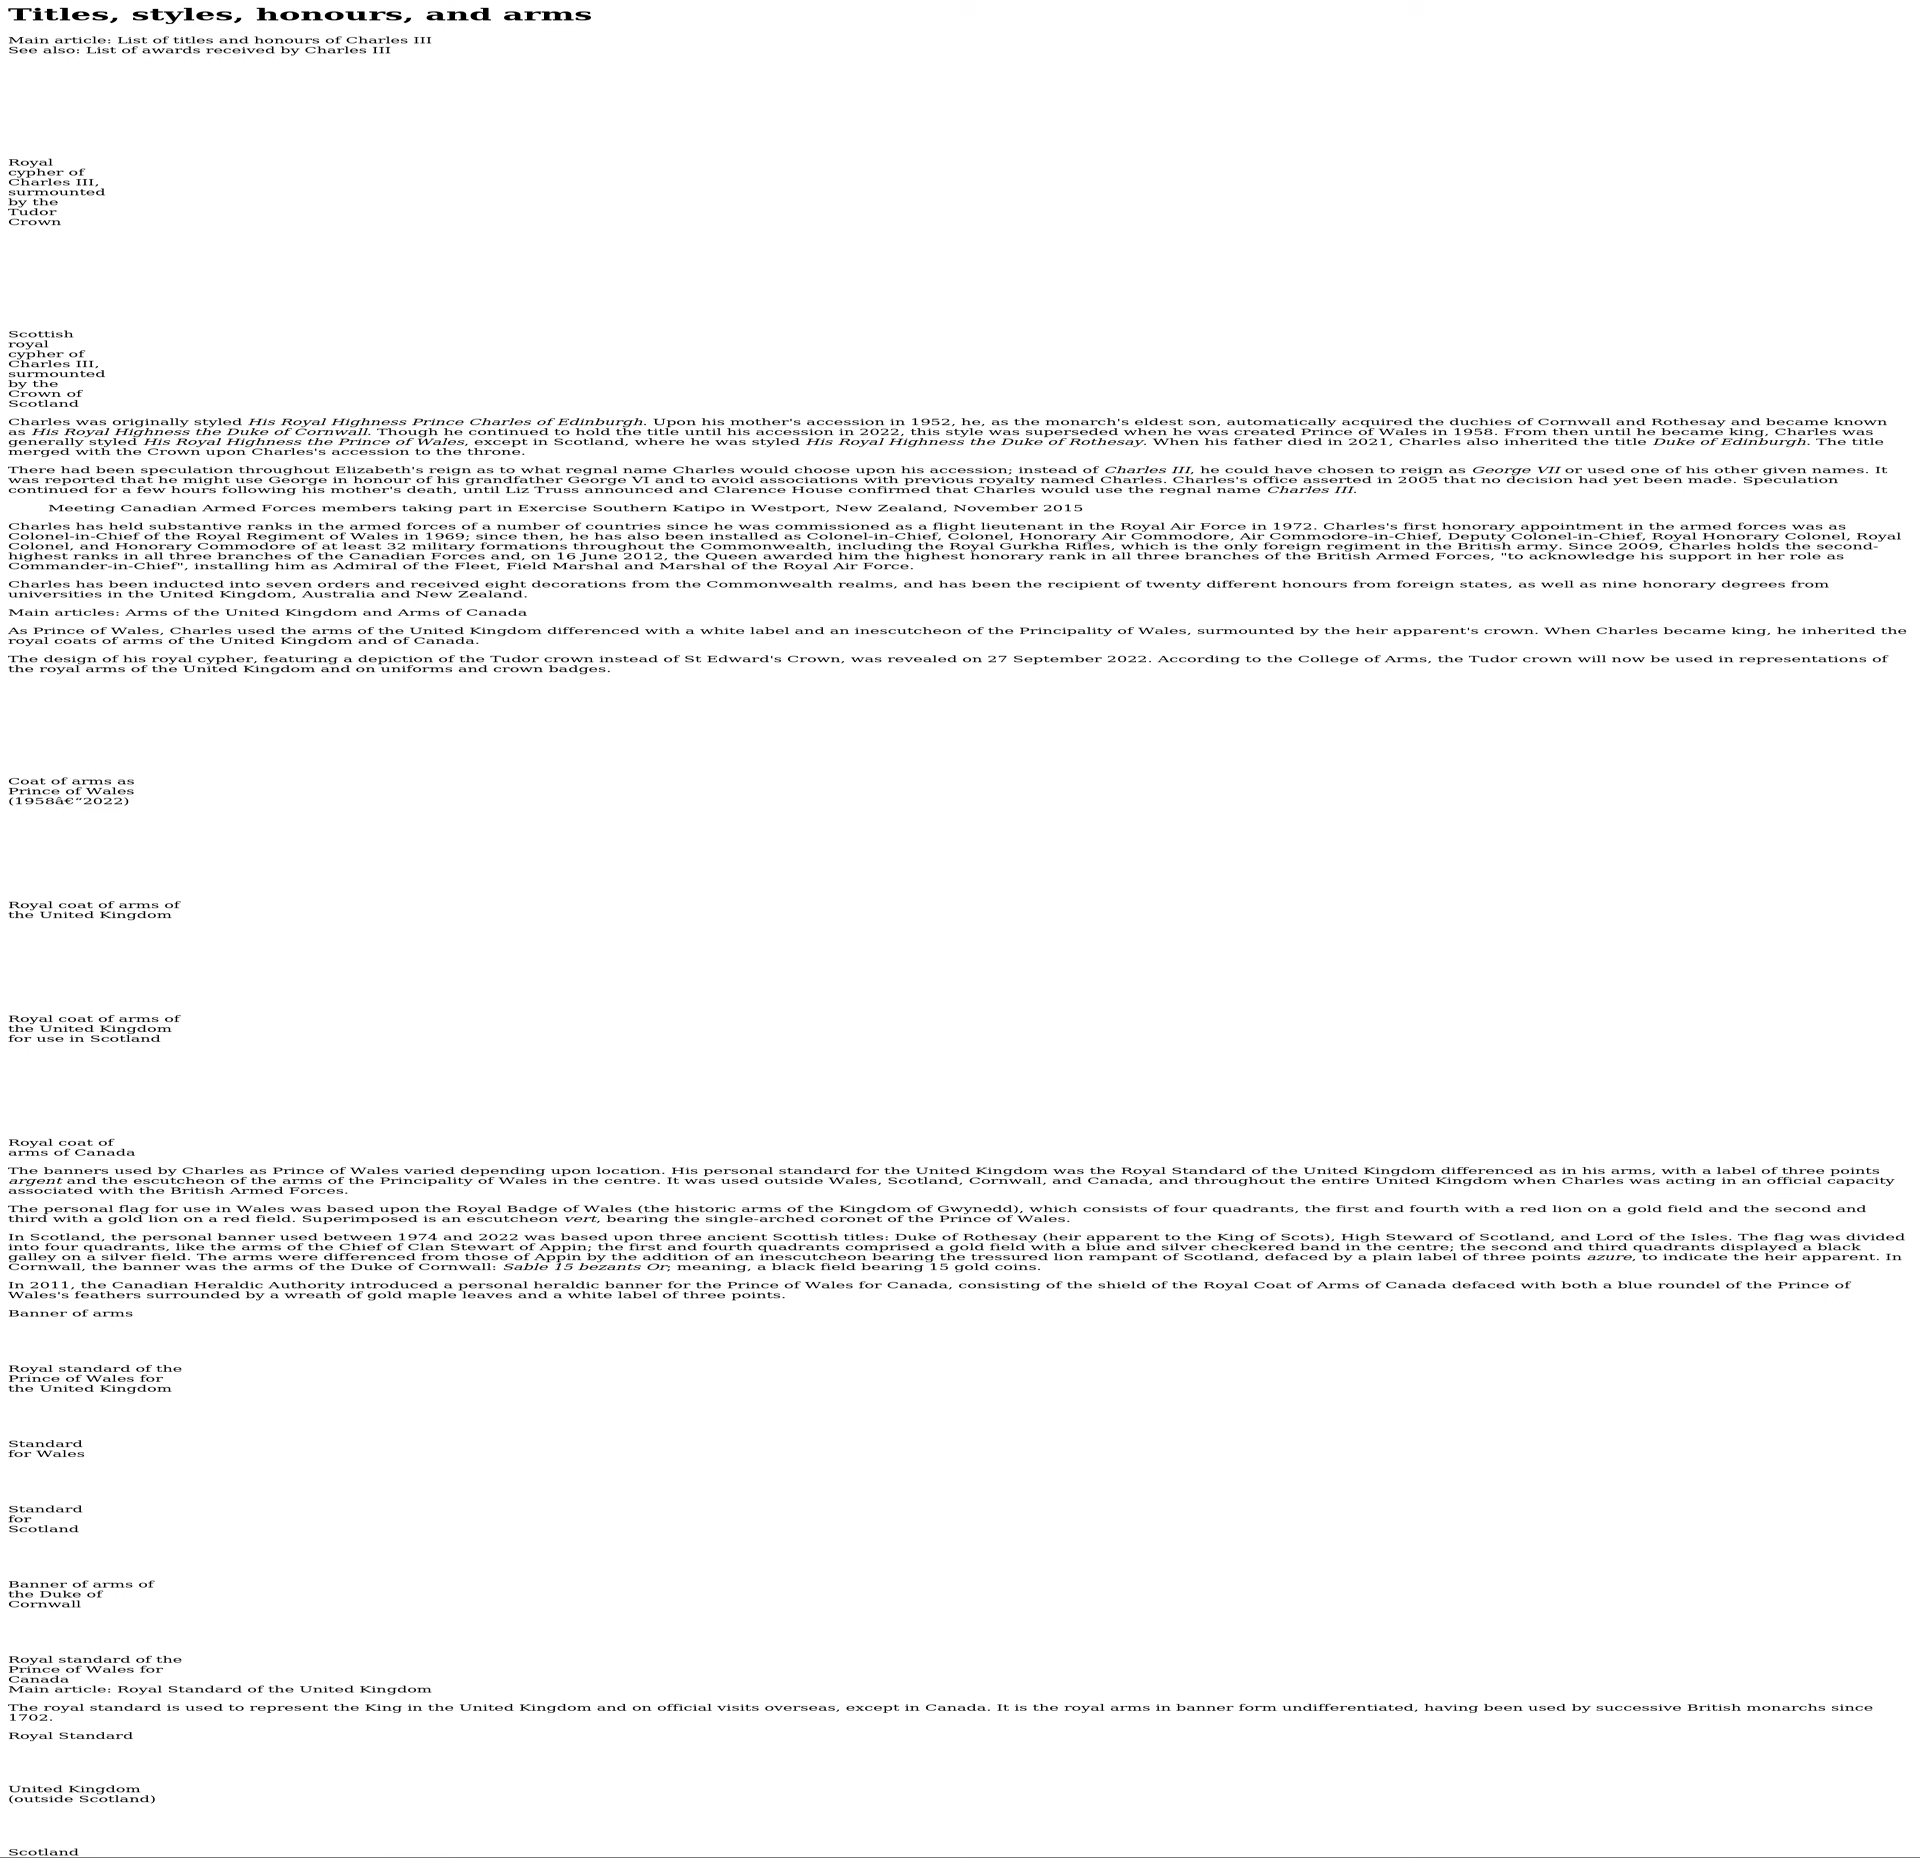 Titles, styles, honours, and arms
Main article: List of titles and honours of Charles III
See also: List of awards received by Charles III
Royal
cypher of
Charles III,
surmounted
by the
Tudor
Crown
Scottish
royal
cypher of
Charles III,
surmounted
by the
Crown of
Scotland
Charles was originally styled His Royal Highness Prince Charles of Edinburgh. Upon his mother's accession in 1952, he, as the monarch's eldest son, automatically acquired the duchies of Cornwall and Rothesay and became known
as His Royal Highness the Duke of Cornwall. Though he continued to hold the title until his accession in 2022, this style was superseded when he was created Prince of Wales in 1958. From then until he became king, Charles was
generally styled His Royal Highness the Prince of Wales, except in Scotland, where he was styled His Royal Highness the Duke of Rothesay. When his father died in 2021, Charles also inherited the title Duke of Edinburgh. The title
merged with the Crown upon Charles's accession to the throne.
There had been speculation throughout Elizabeth's reign as to what regnal name Charles would choose upon his accession; instead of Charles III, he could have chosen to reign as George VII or used one of his other given names. It
was reported that he might use George in honour of his grandfather George VI and to avoid associations with previous royalty named Charles. Charles's office asserted in 2005 that no decision had yet been made. Speculation
continued for a few hours following his mother's death, until Liz Truss announced and Clarence House confirmed that Charles would use the regnal name Charles III.
Meeting Canadian Armed Forces members taking part in Exercise Southern Katipo in Westport, New Zealand, November 2015
Charles has held substantive ranks in the armed forces of a number of countries since he was commissioned as a flight lieutenant in the Royal Air Force in 1972. Charles's first honorary appointment in the armed forces was as
Colonel-in-Chief of the Royal Regiment of Wales in 1969; since then, he has also been installed as Colonel-in-Chief, Colonel, Honorary Air Commodore, Air Commodore-in-Chief, Deputy Colonel-in-Chief, Royal Honorary Colonel, Royal
Colonel, and Honorary Commodore of at least 32 military formations throughout the Commonwealth, including the Royal Gurkha Rifles, which is the only foreign regiment in the British army. Since 2009, Charles holds the second-
highest ranks in all three branches of the Canadian Forces and, on 16 June 2012, the Queen awarded him the highest honorary rank in all three branches of the British Armed Forces, "to acknowledge his support in her role as
Commander-in-Chief", installing him as Admiral of the Fleet, Field Marshal and Marshal of the Royal Air Force.
Charles has been inducted into seven orders and received eight decorations from the Commonwealth realms, and has been the recipient of twenty different honours from foreign states, as well as nine honorary degrees from
universities in the United Kingdom, Australia and New Zealand.
Main articles: Arms of the United Kingdom and Arms of Canada
As Prince of Wales, Charles used the arms of the United Kingdom differenced with a white label and an inescutcheon of the Principality of Wales, surmounted by the heir apparent's crown. When Charles became king, he inherited the
royal coats of arms of the United Kingdom and of Canada.
The design of his royal cypher, featuring a depiction of the Tudor crown instead of St Edward's Crown, was revealed on 27 September 2022. According to the College of Arms, the Tudor crown will now be used in representations of
the royal arms of the United Kingdom and on uniforms and crown badges.
Coat of arms as
Prince of Wales
(1958â€“2022)
Royal coat of arms of
the United Kingdom
Royal coat of arms of
the United Kingdom
for use in Scotland
Royal coat of
arms of Canada
The banners used by Charles as Prince of Wales varied depending upon location. His personal standard for the United Kingdom was the Royal Standard of the United Kingdom differenced as in his arms, with a label of three points
argent and the escutcheon of the arms of the Principality of Wales in the centre. It was used outside Wales, Scotland, Cornwall, and Canada, and throughout the entire United Kingdom when Charles was acting in an official capacity
associated with the British Armed Forces.
The personal flag for use in Wales was based upon the Royal Badge of Wales (the historic arms of the Kingdom of Gwynedd), which consists of four quadrants, the first and fourth with a red lion on a gold field and the second and
third with a gold lion on a red field. Superimposed is an escutcheon vert, bearing the single-arched coronet of the Prince of Wales.
In Scotland, the personal banner used between 1974 and 2022 was based upon three ancient Scottish titles: Duke of Rothesay (heir apparent to the King of Scots), High Steward of Scotland, and Lord of the Isles. The flag was divided
into four quadrants, like the arms of the Chief of Clan Stewart of Appin; the first and fourth quadrants comprised a gold field with a blue and silver checkered band in the centre; the second and third quadrants displayed a black
galley on a silver field. The arms were differenced from those of Appin by the addition of an inescutcheon bearing the tressured lion rampant of Scotland, defaced by a plain label of three points azure, to indicate the heir apparent. In
Cornwall, the banner was the arms of the Duke of Cornwall: Sable 15 bezants Or; meaning, a black field bearing 15 gold coins.
In 2011, the Canadian Heraldic Authority introduced a personal heraldic banner for the Prince of Wales for Canada, consisting of the shield of the Royal Coat of Arms of Canada defaced with both a blue roundel of the Prince of
Wales's feathers surrounded by a wreath of gold maple leaves and a white label of three points.
Banner of arms
Royal standard of the
Prince of Wales for
the United Kingdom
Standard
for Wales
Standard
for
Scotland
Banner of arms of
the Duke of
Cornwall
Royal standard of the
Prince of Wales for
Canada
Main article: Royal Standard of the United Kingdom
The royal standard is used to represent the King in the United Kingdom and on official visits overseas, except in Canada. It is the royal arms in banner form undifferentiated, having been used by successive British monarchs since
1702.
Royal Standard
United Kingdom
(outside Scotland)
Scotland